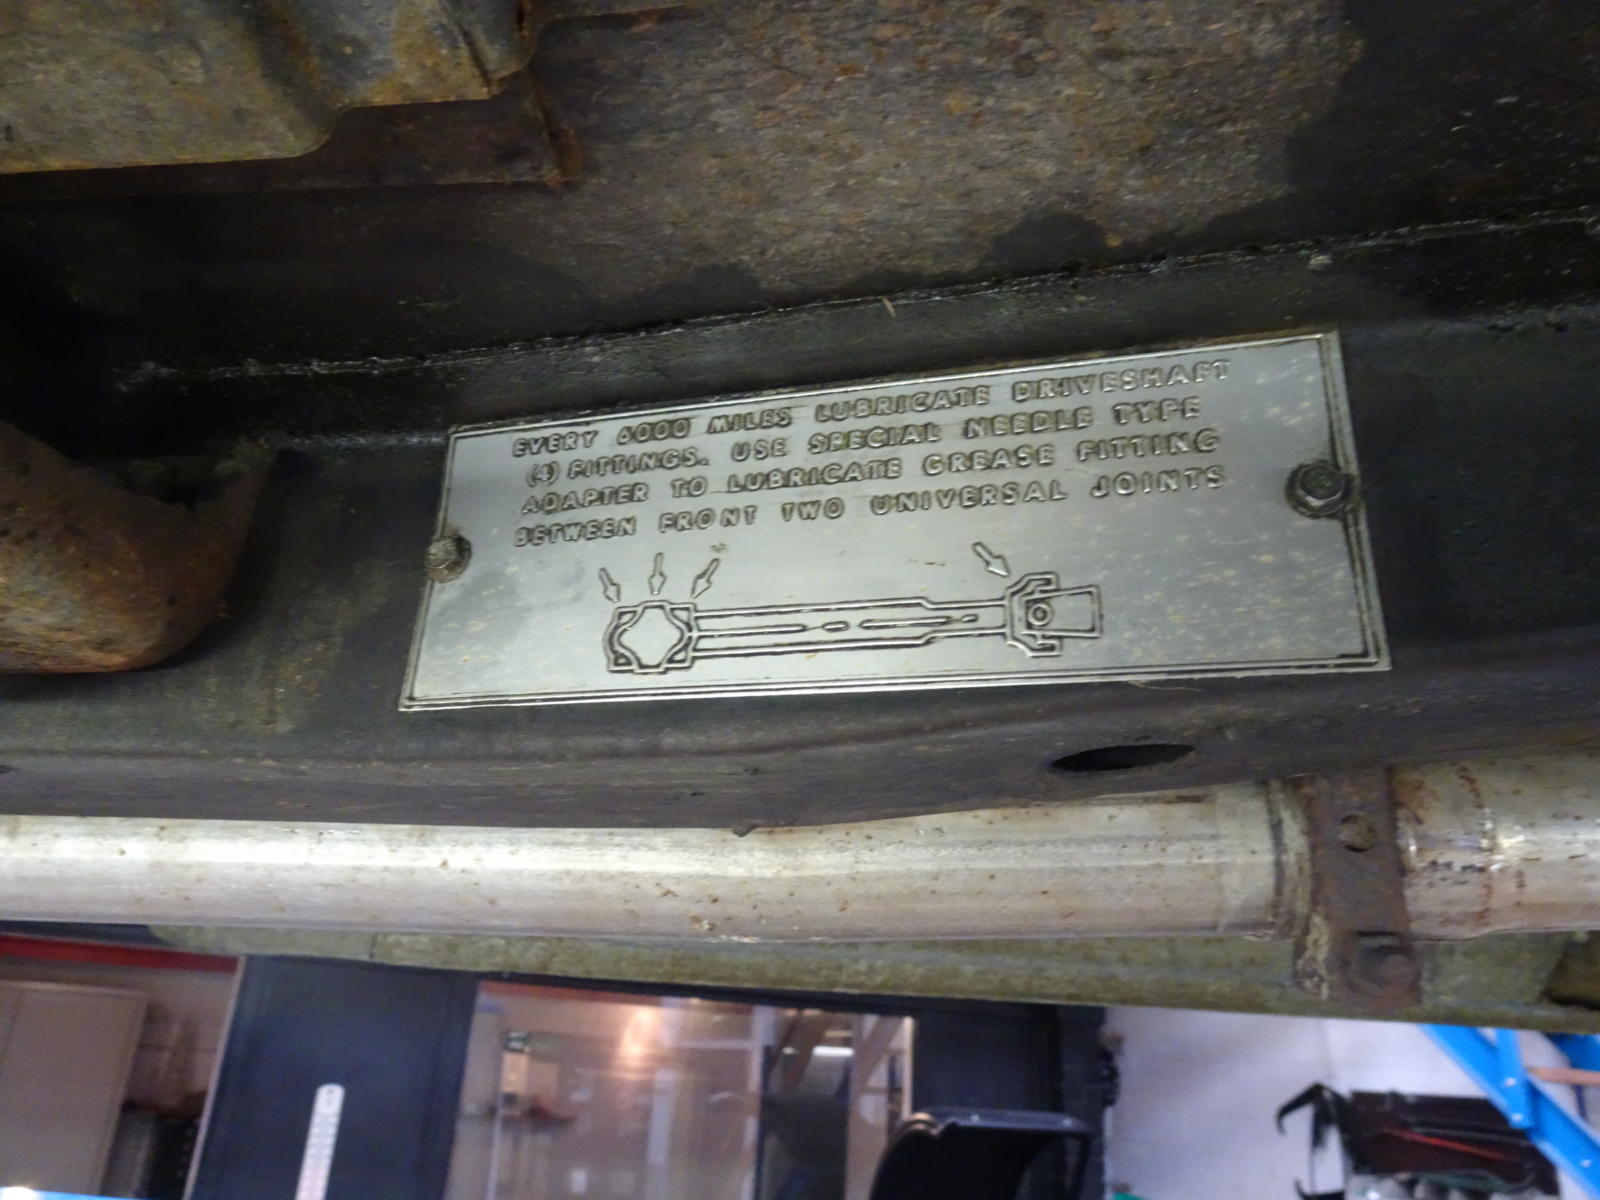 EVERY 6000 MILES LUBRICATE DRIVESHAFT
(4) FITTINGS. USE SPECIAL NEEDLE TYPE
ADAPTER TO LUBRICATE GREASE FITTING
BETWEEN FRONT TWO UNIVERSAL JOINTS